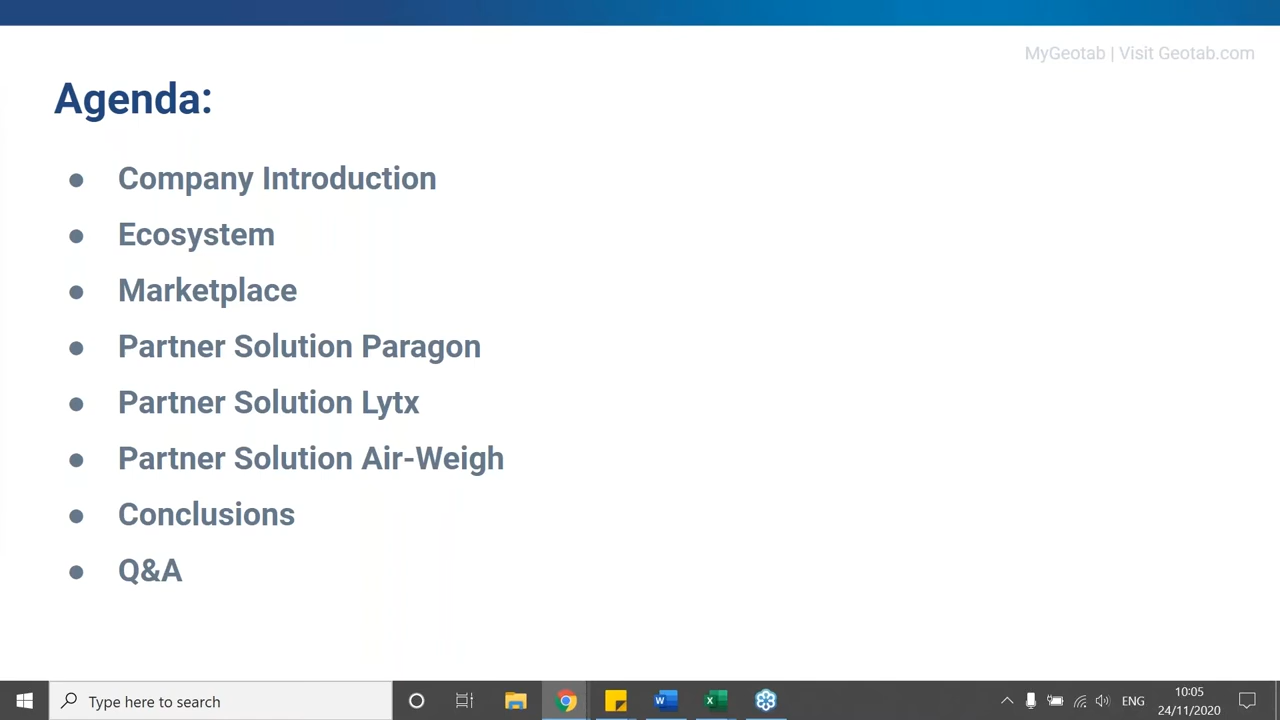 MyGeotab | Visit Geotab.com
Agenda:
● Company Introduction
● Ecosystem
● Marketplace
● Partner Solution Paragon
● Partner Solution Lytx
● Partner Solution Air-Weigh
● Conclusions
● Q&A
Type here to search
ENG
10:05
24/11/2020